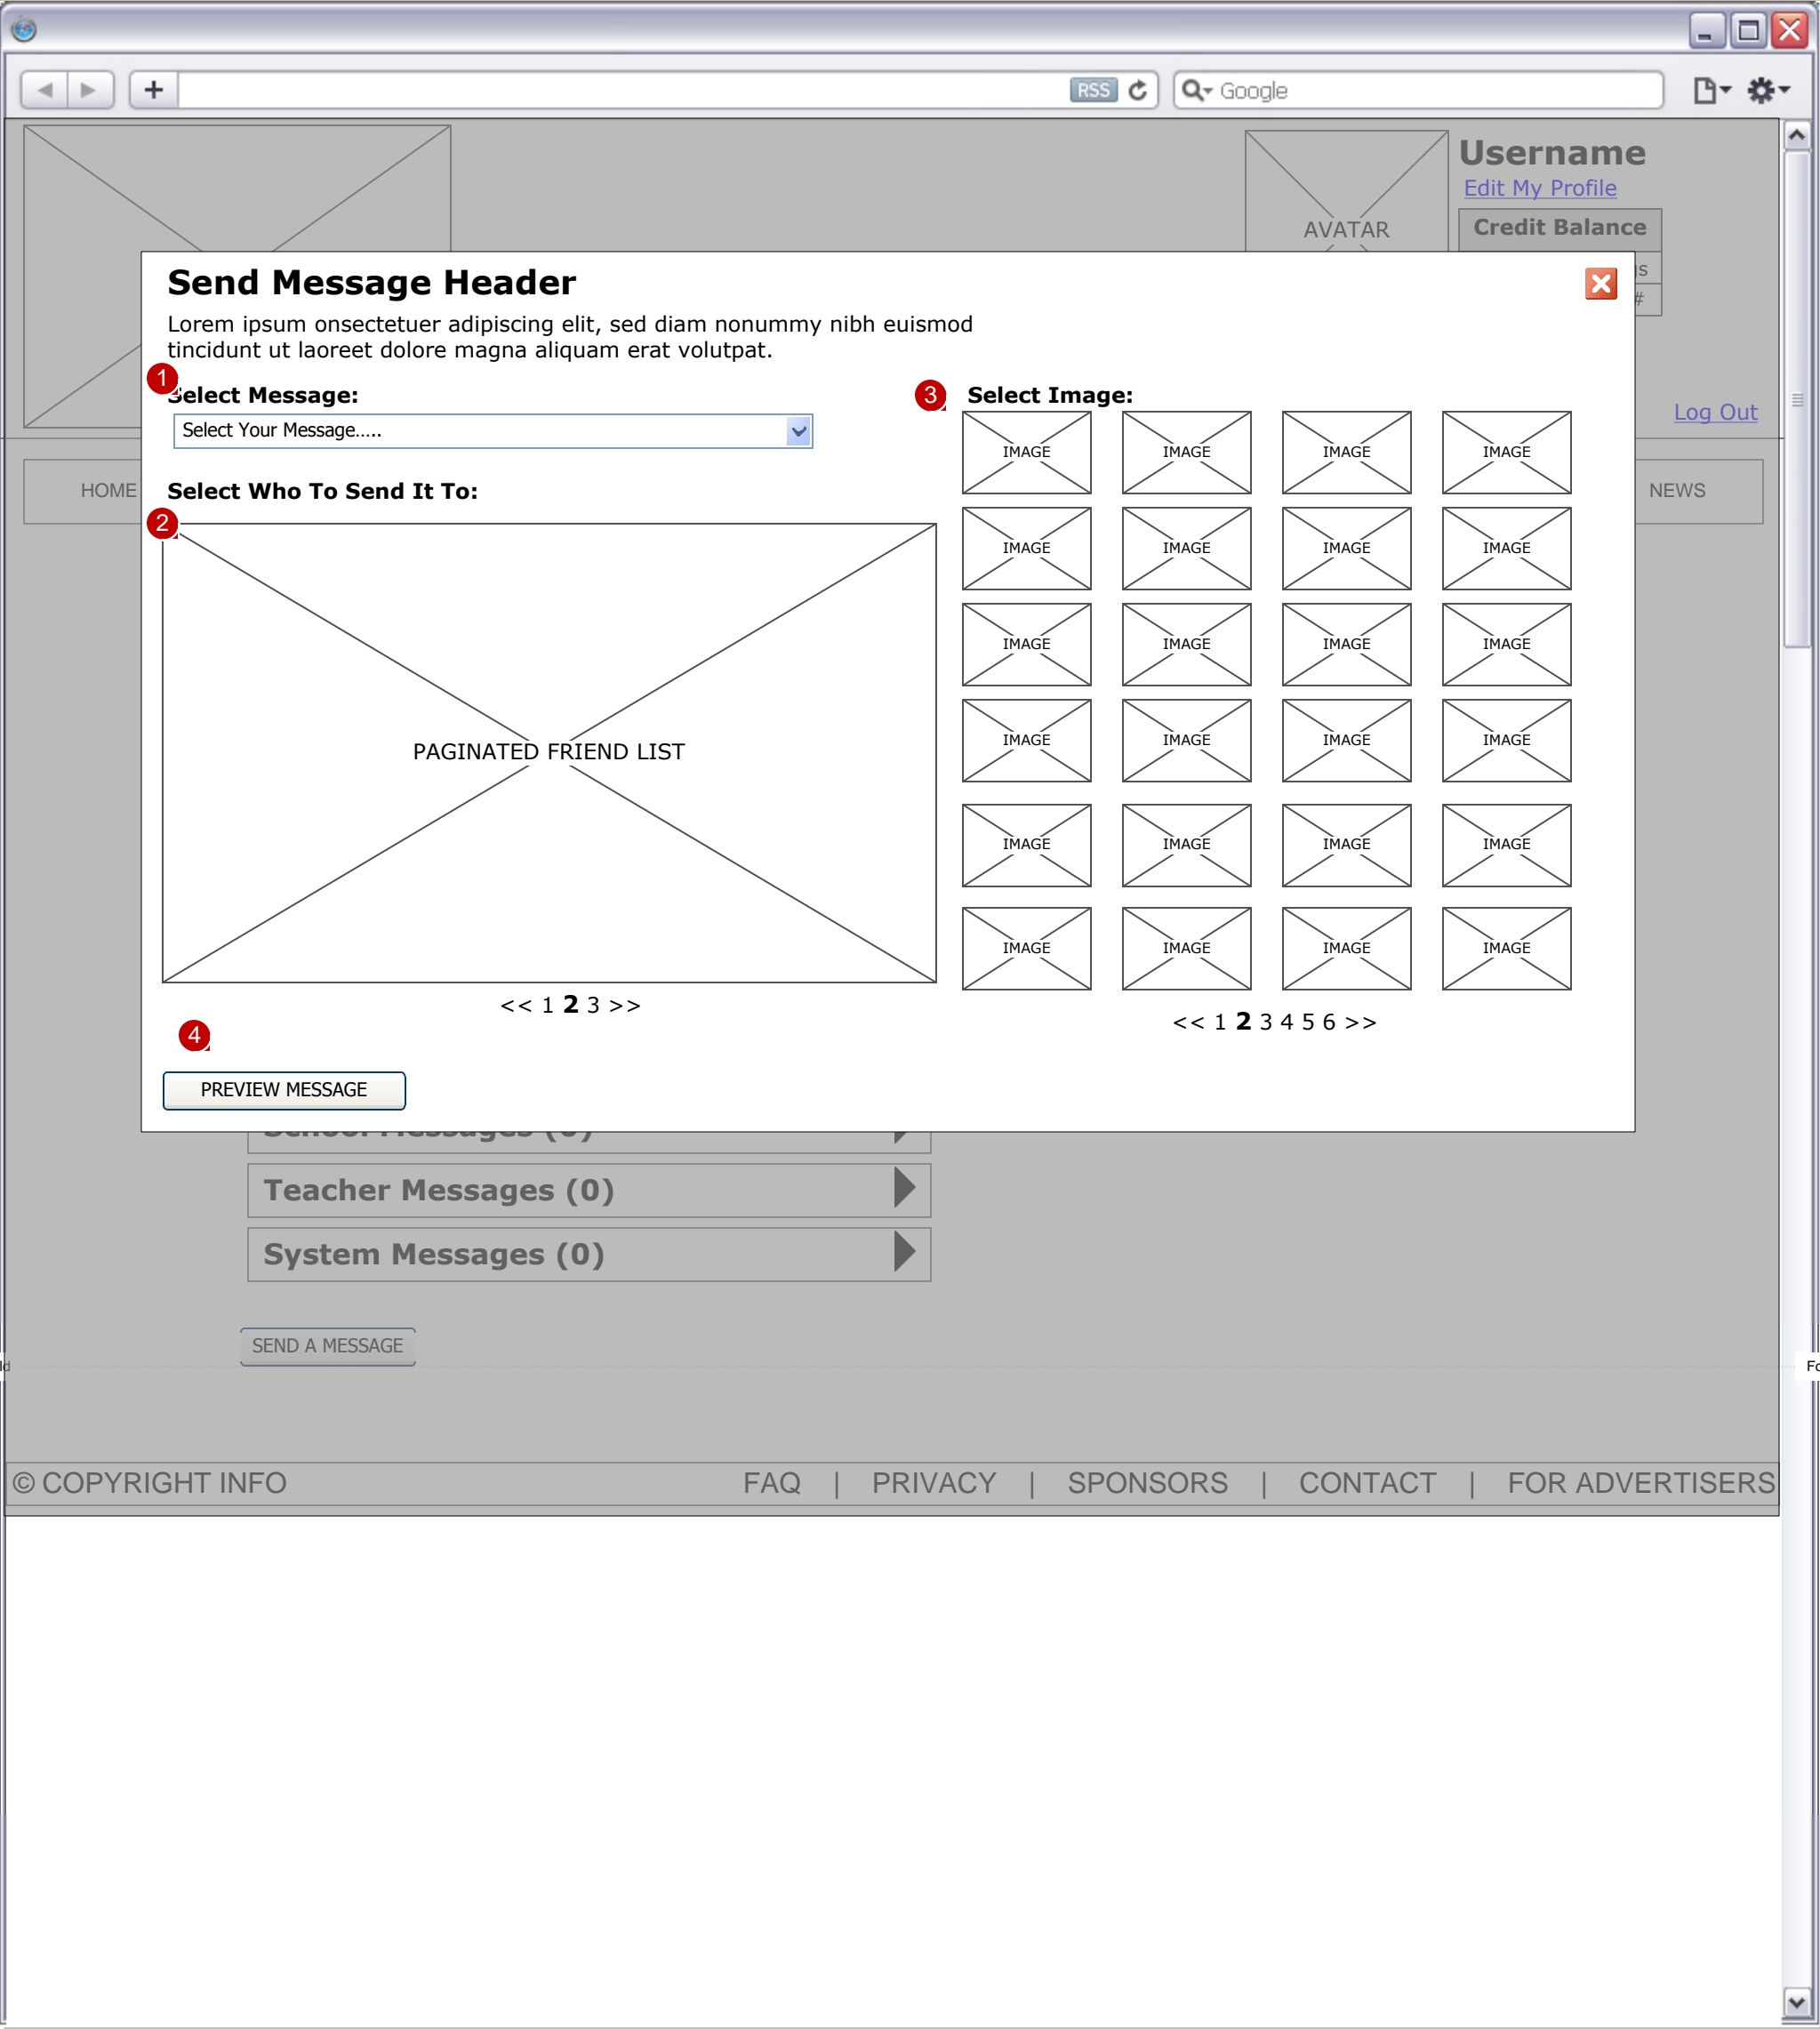 RSS
Google
Username
Edit My Profile
AVATAR
Credit Balance
s
#
Log Out
HOME
NEWS
Send Message Header
Lorem ipsum onsectetuer adipiscing elit, sed diam nonummy nibh euismod
tincidunt ut laoreet dolore magna aliquam erat volutpat.
1
Select Message:
Select Your Message.....
Select Who To Send It To:
2
PAGINATED FRIEND LIST
<< 1 2 3 >>
3
Select Image:
IMAGE IMAGE IMAGE IMAGE
IMAGE IMAGE IMAGE IMAGE
IMAGE IMAGE IMAGE IMAGE
IMAGE IMAGE IMAGE IMAGE
IMAGE IMAGE IMAGE IMAGE
IMAGE IMAGE IMAGE IMAGE
<< 1 2 3 4 5 6 >>
4
PREVIEW MESSAGE
School Messages (0)
Teacher Messages (0)
System Messages (0)
SEND A MESSAGE
ld
Fo
© COPYRIGHT INFO
FAQ | PRIVACY | SPONSORS | CONTACT | FOR ADVERTISERS